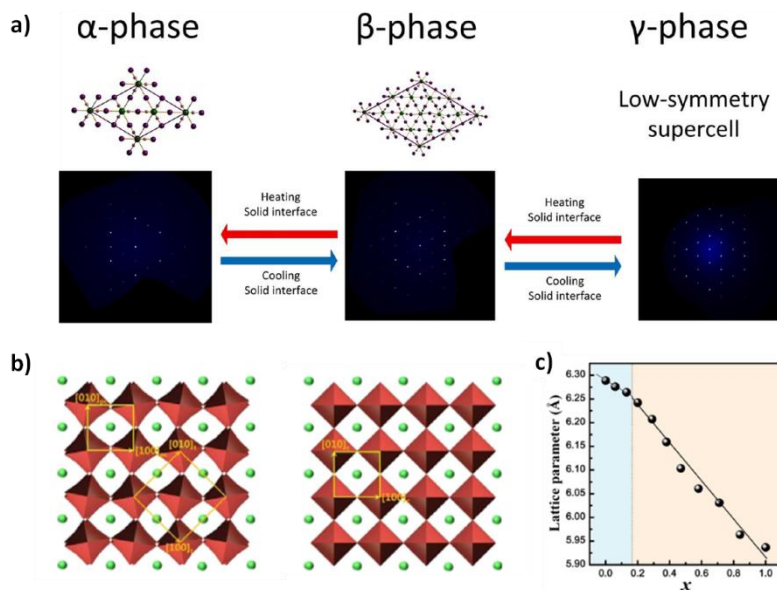 a)
α-phase
β-phase
γ-phase
Low-symmetry
supercell
Heating
Solid interface
Cooling
Solid interface
Heating
Solid interface
Cooling
Solid interface
b)
[010]
[100]
[010]
[100]
[010]
[100]
c)
Lattice parameter (Å)
6.30
6.25
6.20
6.15
6.10
6.05
6.00
5.95
5.90
0.0 0.2 0.4 0.6 0.8 1.0
x